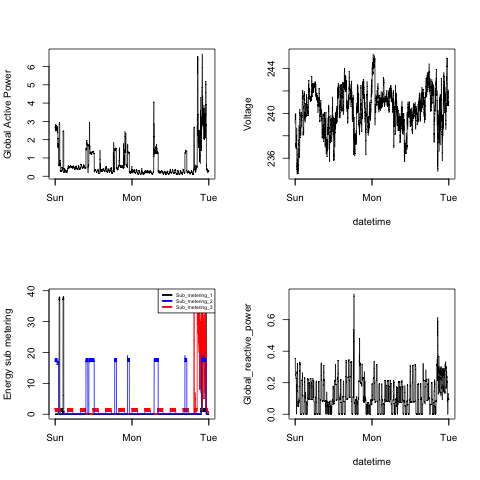 Global Active Power
0 1 2 3 4 5 6
Sun Mon Tue
Voltage
236 240 244
Sun Mon Tue
datetime
Energy sub metering
0 10 20 30 40
Sub_metering_1
Sub_metering_2
Sub_metering_3
Sun Mon Tue
Global_reactive_power
0.0 0.2 0.4 0.6
Sun Mon Tue
datetime